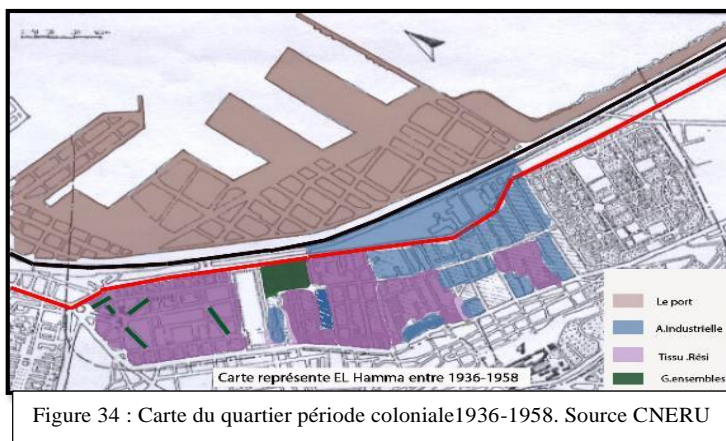 Le port
A.Industrielle
Tissu .Rési
G.ensembles
Carte représente EL Hamma entre 1936-1958
Figure 34 : Carte du quartier période coloniale1936-1958. Source CNERU